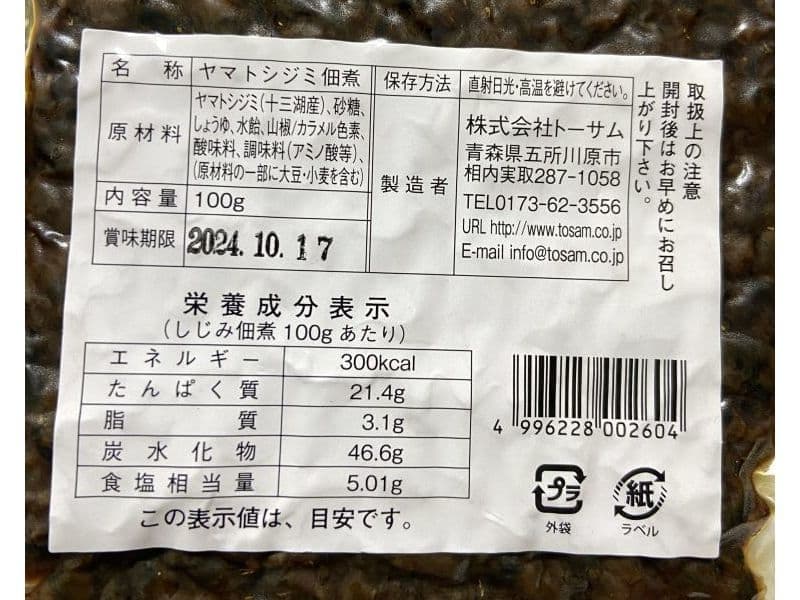 名称 ヤマトシジミ佃煮
原材料 ヤマトシジミ(十三湖産)、砂糖、
しょうゆ、水飴、山椒/カラメル色素、
酸味料、調味料(アミノ酸等)、
(原材料の一部に大豆・小麦を含む)
内容量 100g
賞味期限 2024.10.17
保存方法 直射日光・高温を避けてください。
製造者 株式会社トーサム
青森県五所川原市
相内実取287-1058
TEL0173-62-3556
URL http://www.tosam.co.jp
E-mail info@tosam.co.jp
取扱上の注意
開封後はお早めにお召し
上がり下さい。
栄養成分表示
(しじみ佃煮100gあたり)
エネルギー 300kcal
たんぱく質 21.4g
脂質 3.1g
炭水化物 46.6g
食塩相当量 5.01g
この表示値は、目安です。
4 996228 002604
プラ
外袋
紙
ラベル